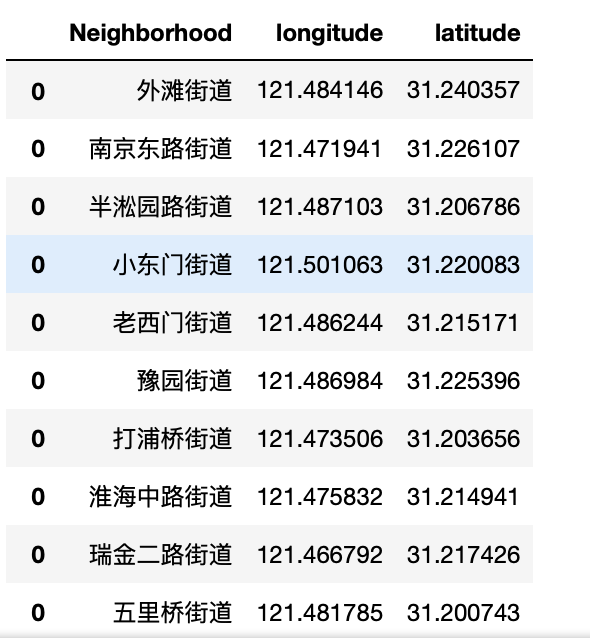 Neighborhood longitude latitude
0 外滩街道 121.484146 31.240357
0 南京东路街道 121.471941 31.226107
0 半淞园路街道 121.487103 31.206786
0 小东门街道 121.501063 31.220083
0 老西门街道 121.486244 31.215171
0 豫园街道 121.486984 31.225396
0 打浦桥街道 121.473506 31.203656
0 淮海中路街道 121.475832 31.214941
0 瑞金二路街道 121.466792 31.217426
0 五里桥街道 121.481785 31.200743